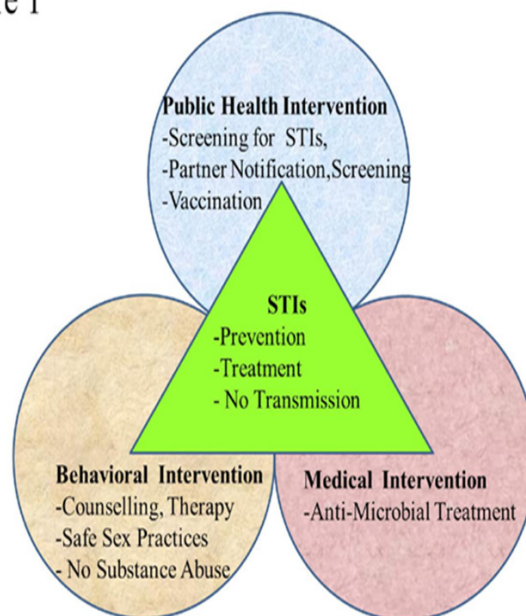 Public Health Intervention
-Screening for STIs,
-Partner Notification,Screening
-Vaccination
STIs
-Prevention
-Treatment
- No Transmission
Behavioral Intervention
-Counselling, Therapy
-Safe Sex Practices
- No Substance Abuse
Medical Intervention
-Anti-Microbial Treatment